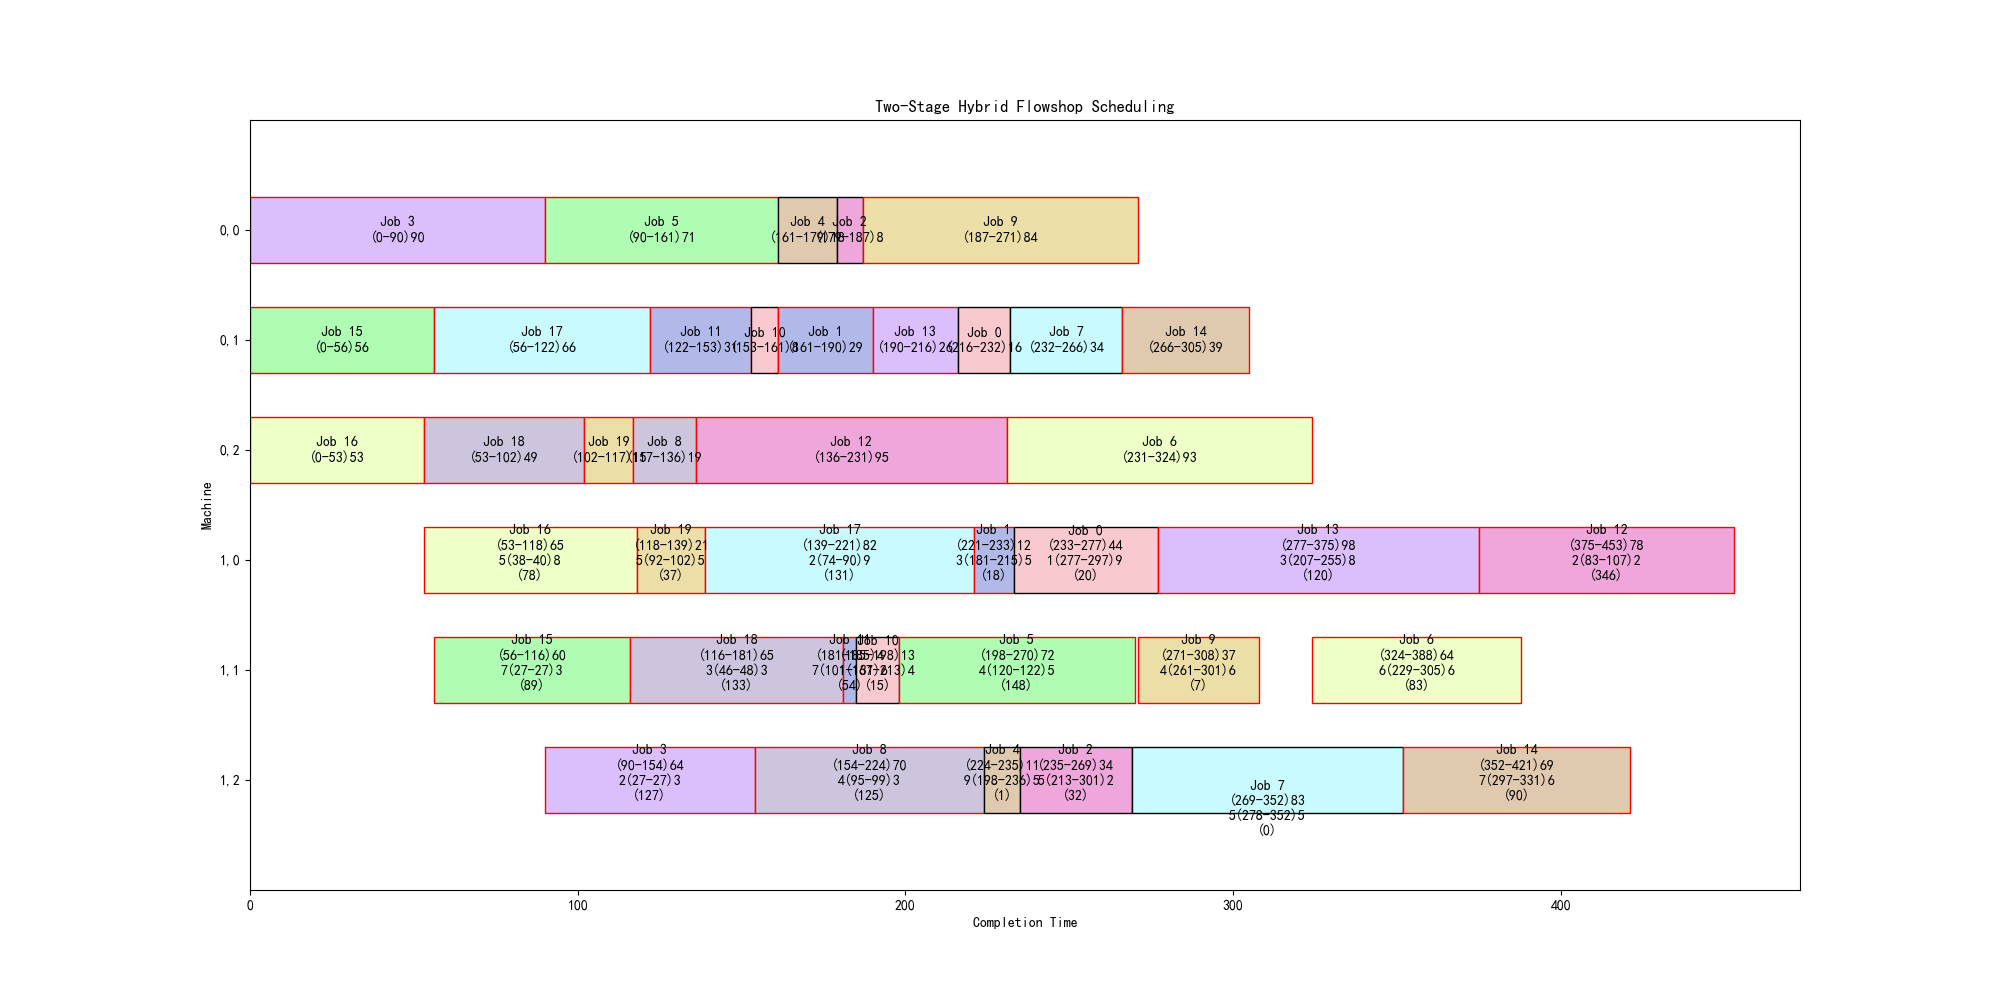 Two-Stage Hybrid Flowshop Scheduling
Machine
0,0
Job 3
(0-90)90
Job 5
(90-161)71
Job 4
(161-179)18
Job 2
(179-187)8
Job 9
(187-271)84
0,1
Job 15
(0-56)56
Job 17
(56-122)66
Job 11
(122-153)31
Job 10
(153-161)8
Job 1
(161-190)29
Job 13
(190-216)26
Job 0
(216-232)16
Job 7
(232-266)34
Job 14
(266-305)39
0,2
Job 16
(0-53)53
Job 18
(53-102)49
Job 19
(102-117)15
Job 8
(117-136)19
Job 12
(136-231)95
Job 6
(231-324)93
1,0
Job 16
(53-118)65
5(38-40)8
(78)
Job 19
(118-139)21
5(92-102)5
(37)
Job 17
(139-221)82
2(74-90)9
(131)
Job 1
(221-233)12
3(181-215)5
(18)
Job 0
(233-277)44
1(277-297)9
(20)
Job 13
(277-375)98
3(207-255)8
(120)
Job 12
(375-453)78
2(83-107)2
(346)
1,1
Job 15
(56-116)60
7(27-27)3
(89)
Job 18
(116-181)65
3(46-48)3
(133)
Job 11
(181-185)4
(54)
Job 10
(185-198)13
(15)
Job 5
(198-270)72
4(120-122)5
(148)
Job 9
(271-308)37
4(261-301)6
(7)
Job 6
(324-388)64
6(229-305)6
(83)
1,2
Job 3
(90-154)64
2(27-27)3
(127)
Job 8
(154-224)70
4(95-99)3
(125)
Job 4
(224-235)11
9(198-236)5
(1)
Job 2
(235-269)34
5(213-301)2
(32)
Job 7
(269-352)83
5(278-352)5
(0)
Job 14
(352-421)69
7(297-331)6
(90)
0
100
200
300
400
Completion Time